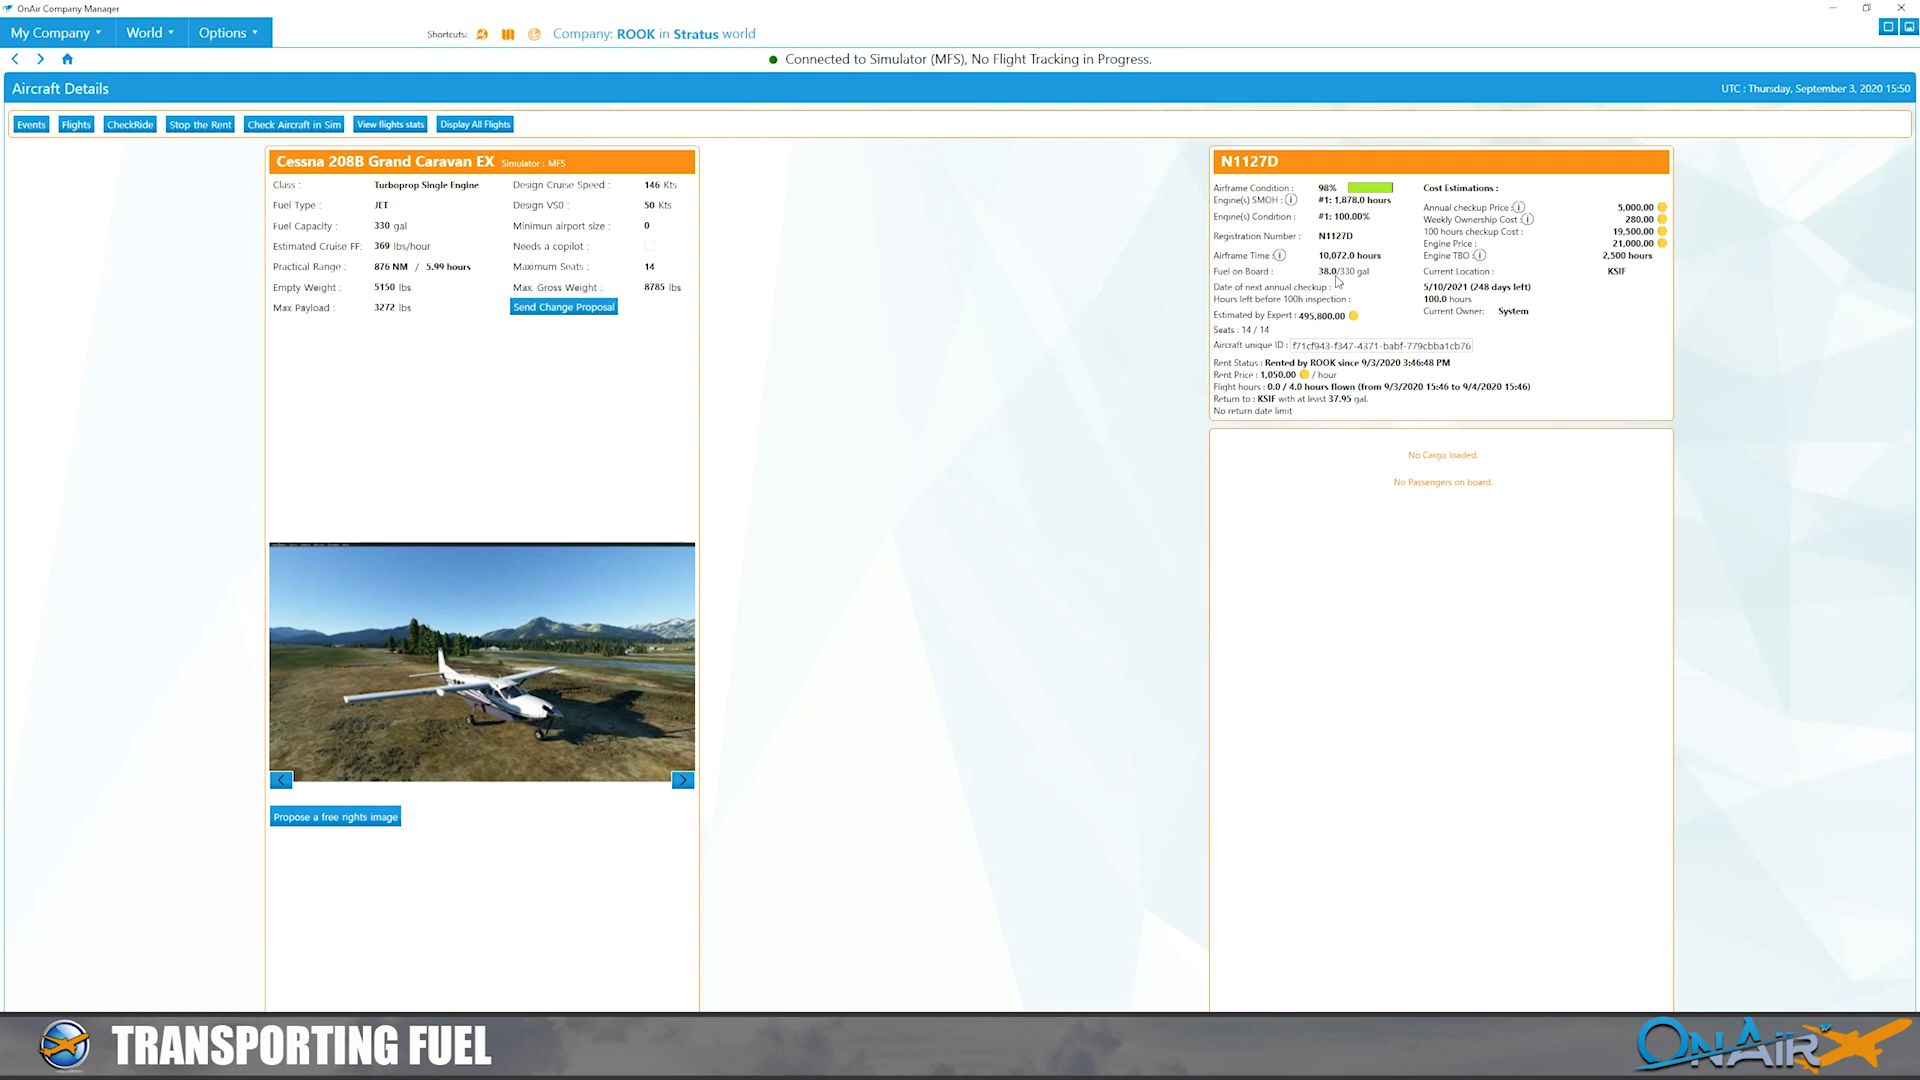 OnAir Company Manager
My Company World Options
Shortcuts: Company: ROOK in Stratus world
Connected to Simulator (MFS), No Flight Tracking in Progress.
Aircraft Details
UTC : Thursday, September 3, 2020 15:50
Events Flights CheckRide Stop the Rent Check Aircraft in Sim View flights stats Display All Flights
Cessna 208B Grand Caravan EX Simulator : MFS
Class : Turboprop Single Engine Design Cruise Speed : 146 Kts
Fuel Type : JET Design VS0 : 50 Kts
Fuel Capacity : 330 gal Minimun airport size : 0
Estimated Cruise FF: 369 lbs/hour Needs a copilot :
Practical Range : 876 NM / 5.99 hours Maximum Seats : 14
Empty Weight : 5150 lbs Max. Gross Weight : 8785 lbs
Max Payload : 3272 lbs Send Change Proposal
Propose a free rights image
N1127D
Airframe Condition : 98% Cost Estimations :
Engine(s) SMOH : #1: 1,878.0 hours
Annual checkup Price : 5,000.00
Engine(s) Condition : #1: 100.00% Weekly Ownership Cost : 280.00
100 hours checkup Cost : 19,500.00
Registration Number : N1127D
Engine Price : 21,000.00
Airframe Time : 10,072.0 hours Engine TBO : 2,500 hours
Fuel on Board : 38.0/330 gal Current Location : KSIF
Date of next annual checkup : 5/10/2021 (248 days left)
Hours left before 100h inspection : 100.0 hours
Estimated by Expert : 495,800.00 Current Owner: System
Seats : 14 / 14
Aircraft unique ID : f71cf943-f347-4371-babf-779cbba1cb76
Rent Status : Rented by ROOK since 9/3/2020 3:46:48 PM
Rent Price : 1,050.00 / hour
Flight hours : 0.0 / 4.0 hours flown (from 9/3/2020 15:46 to 9/4/2020 15:46)
Return to : KSIF with at least 37.95 gal.
No return date limit
No Cargo loaded.
No Passengers on board.
TRANSPORTING FUEL
OnAir